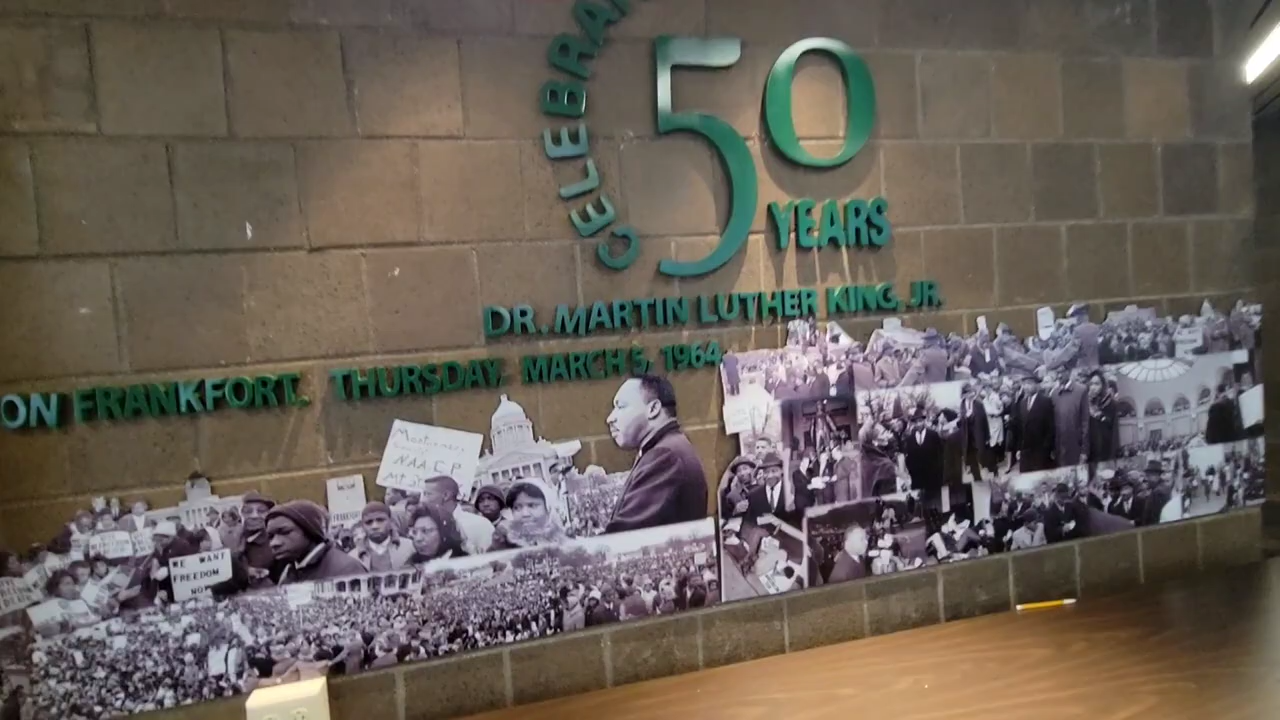 CELEBRA
50
YEARS
DR. MARTIN LUTHER KING, JR.
ON FRANKFORT, THURSDAY, MARCH 5, 1964
NAACP
WE WANT
FREEDOM
NOW